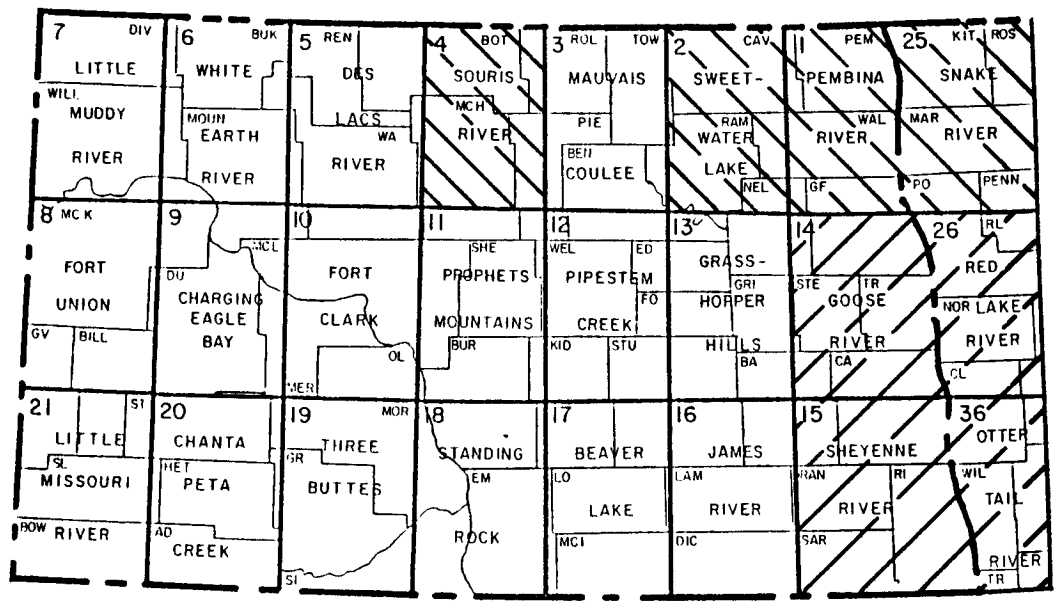 7 DIV
LITTLE
WILL
MUDDY
RIVER
6 BUK
WHITE
MOUN
EARTH
RIVER
5 REN
DES
LACS
WA
RIVER
4 BOT
SOURIS
MCH
RIVER
3 ROL TOW
MAUVAIS
PIE
BEN
COULEE
2 CAV
SWEET-
RAM
WATER
LAKE
NEL
1 PEM
PEMBINA
WAL
RIVER
GF
25 KIT ROS
SNAKE
MAR
RIVER
PO PENN
8 MC K
FORT
UNION
GV BILL
9 MCL
DU
CHARGING
EAGLE
BAY
10
FORT
CLARK
OL
MER
11 SHE
PROPHETS
MOUNTAINS
BUR
12
WEL ED
PIPESTEM
FO
CREEK
KID STU
13
GRASS-
GRI
HOPPER
HILLS
BA
14
STE TR
GOOSE
RIVER
CA
26 RL
RED
NOR LAKE
RIVER
CL
21 ST
LITTLE
SL
MISSOURI
BOW
RIVER
20
CHANTA
HET
PETA
AD
CREEK
19 MOR
THREE
GR
BUTTES
SI
18
STANDING
EM
ROCK
17
BEAVER
LO
LAKE
MCI
16
JAMES
LAM
RIVER
DIC
15
SHEYENNE
RAN RI
RIVER
SAR
36
OTTER
WIL
TAIL
RIVER
TR